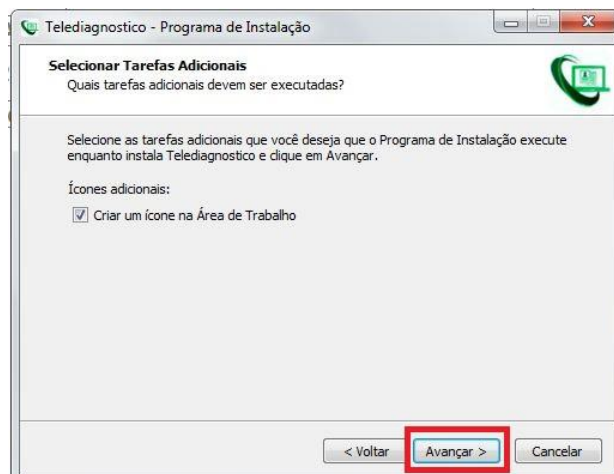 Telediagnostico - Programa de Instalação
Selecionar Tarefas Adicionais
Quais tarefas adicionais devem ser executadas?
Selecione as tarefas adicionais que você deseja que o Programa de Instalação execute
enquanto instala Telediagnostico e clique em Avançar.
Ícones adicionais:
Criar um ícone na Área de Trabalho
< Voltar
Avançar >
Cancelar